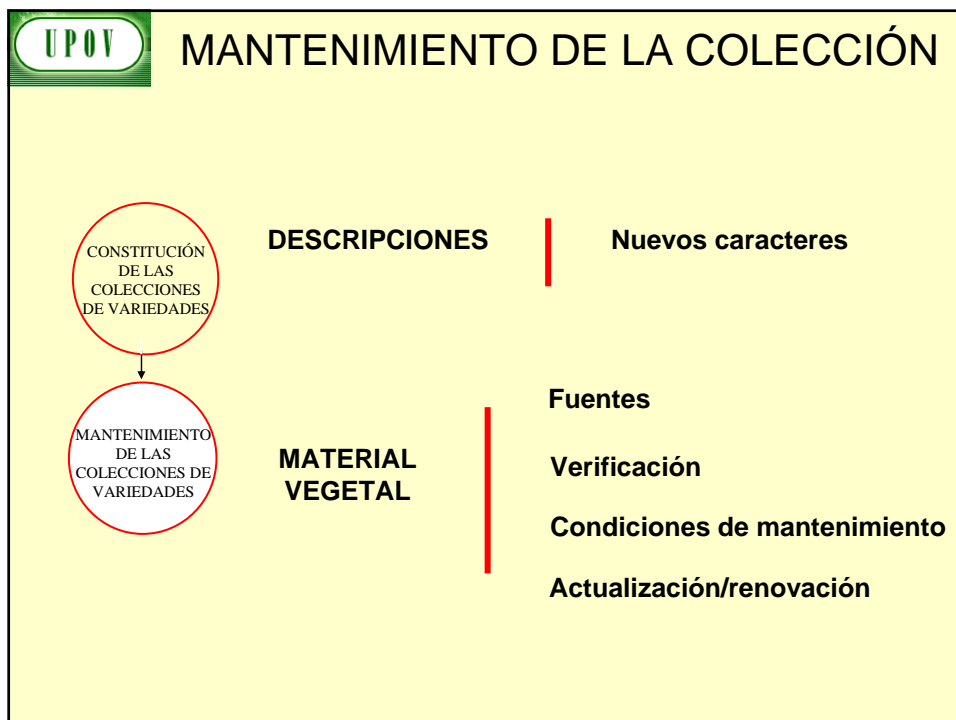 UPOV
MANTENIMIENTO DE LA COLECCIÓN
CONSTITUCIÓN
DE LAS
COLECCIONES
DE VARIEDADES
DESCRIPCIONES
Nuevos caracteres
MANTENIMIENTO
DE LAS
COLECCIONES DE
VARIEDADES
MATERIAL
VEGETAL
Fuentes
Verificación
Condiciones de mantenimiento
Actualización/renovación